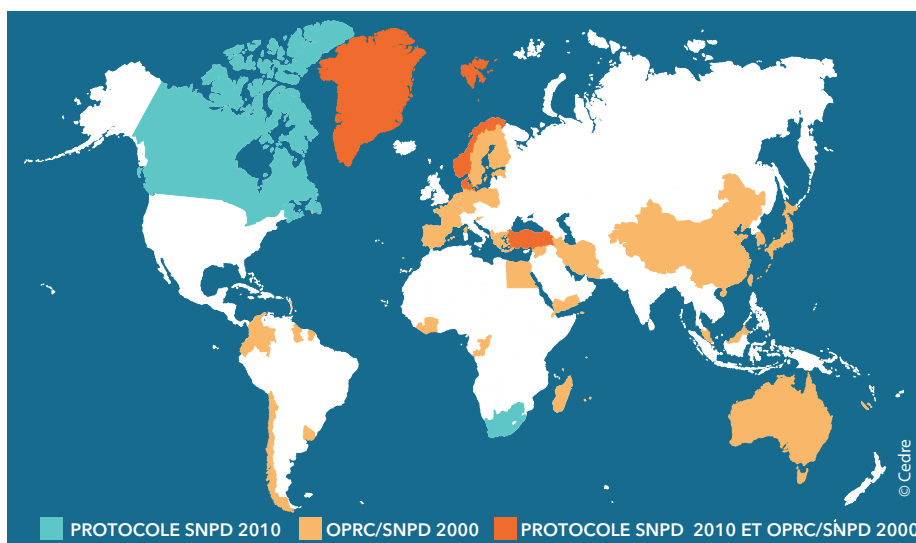 © Cedre
PROTOCOLE SNPD 2010
OPRC/SNPD 2000
PROTOCOLE SNPD 2010 ET OPRC/SNPD 2000